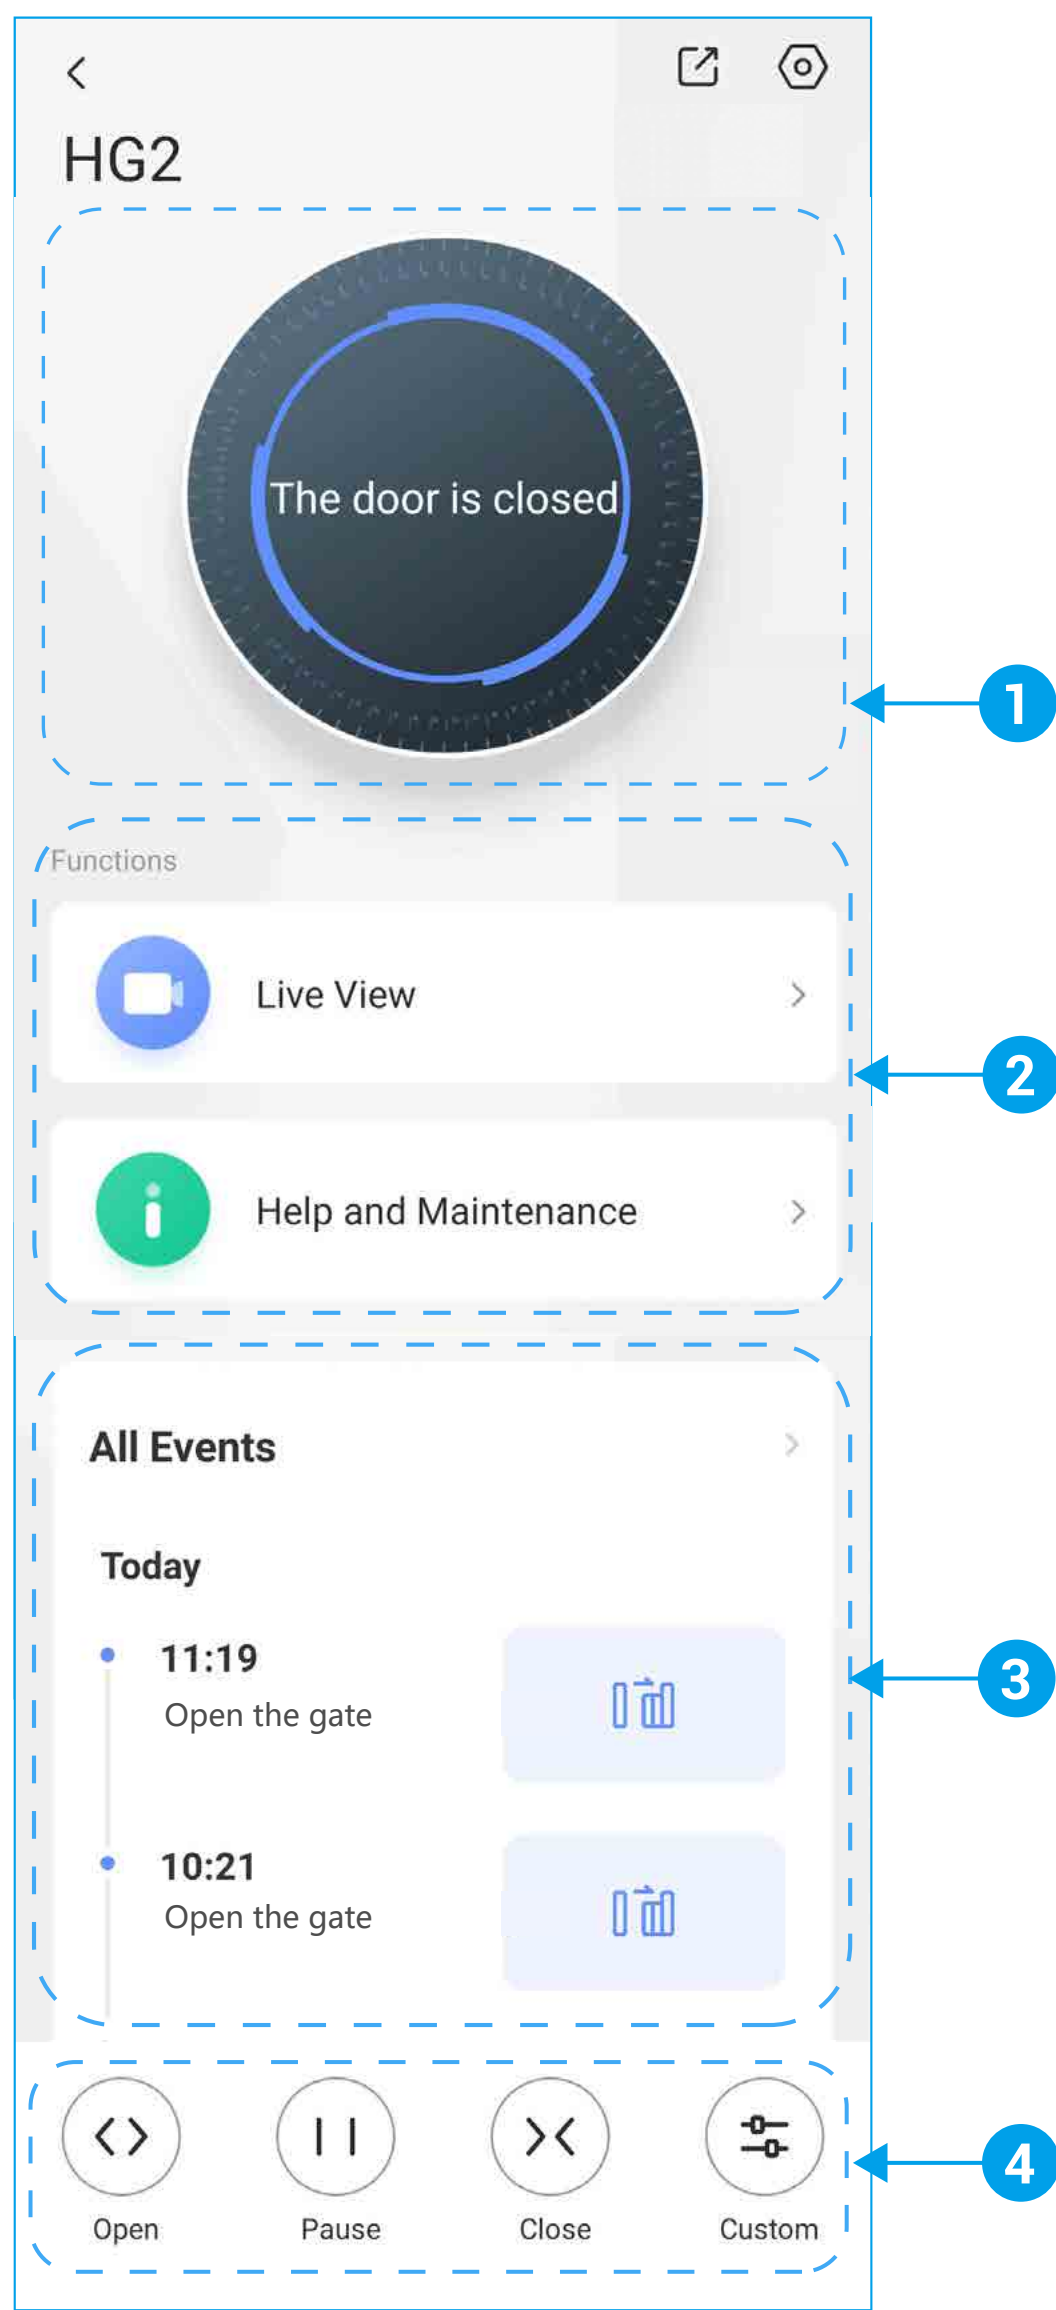 HG2
The door is closed
1
Functions
Live View
2
Help and Maintenance
All Events
Today
11:19
Open the gate
3
10:21
Open the gate
Open Pause Close Custom
4